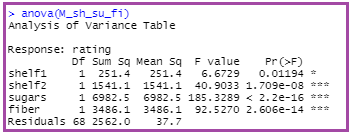 > anova(M_sh_su_fi)
Analysis of Variance Table

Response: rating
          Df Sum Sq Mean Sq  F value    Pr(>F)
shelf1     1  251.4   251.4   6.6729   0.01194 *
shelf2     1 1541.1  1541.1  40.9033 1.709e-08 ***
sugars     1 6982.5  6982.5 185.3289 < 2.2e-16 ***
fiber      1 3486.1  3486.1  92.5270 2.606e-14 ***
Residuals 68 2562.0    37.7